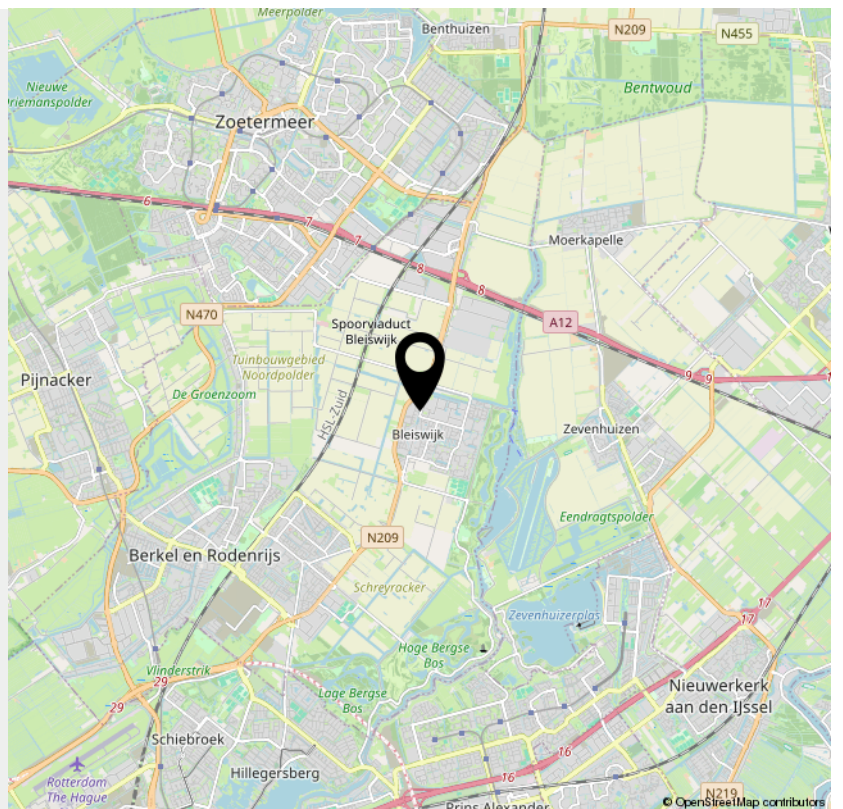 Meerpolder
Benthuizen
N209
N455
Nieuwe
Driemanspolder
Bentwoud
Zoetermeer
6
7
7
Moerkapelle
8
8
N470
Spoorviaduct
Bleiswijk
A12
Tuinbouwgebied
Noordpolder
Pijnacker
De Groenzoom
9
9
HSL-Zuid
Bleiswijk
Zevenhuizen
Eendragtspolder
N209
Berkel en Rodenrijs
Schreyracker
Zevenhuizerplas
17
17
Hoge Bergse
Bos
Vlinderstrik
29
29
Lage Bergse
Bos
Nieuwerkerk
aan den IJssel
Schiebroek
16
16
Hillegersberg
Rotterdam
The Hague
N219
Prins Alexander
© OpenStreetMap contributors